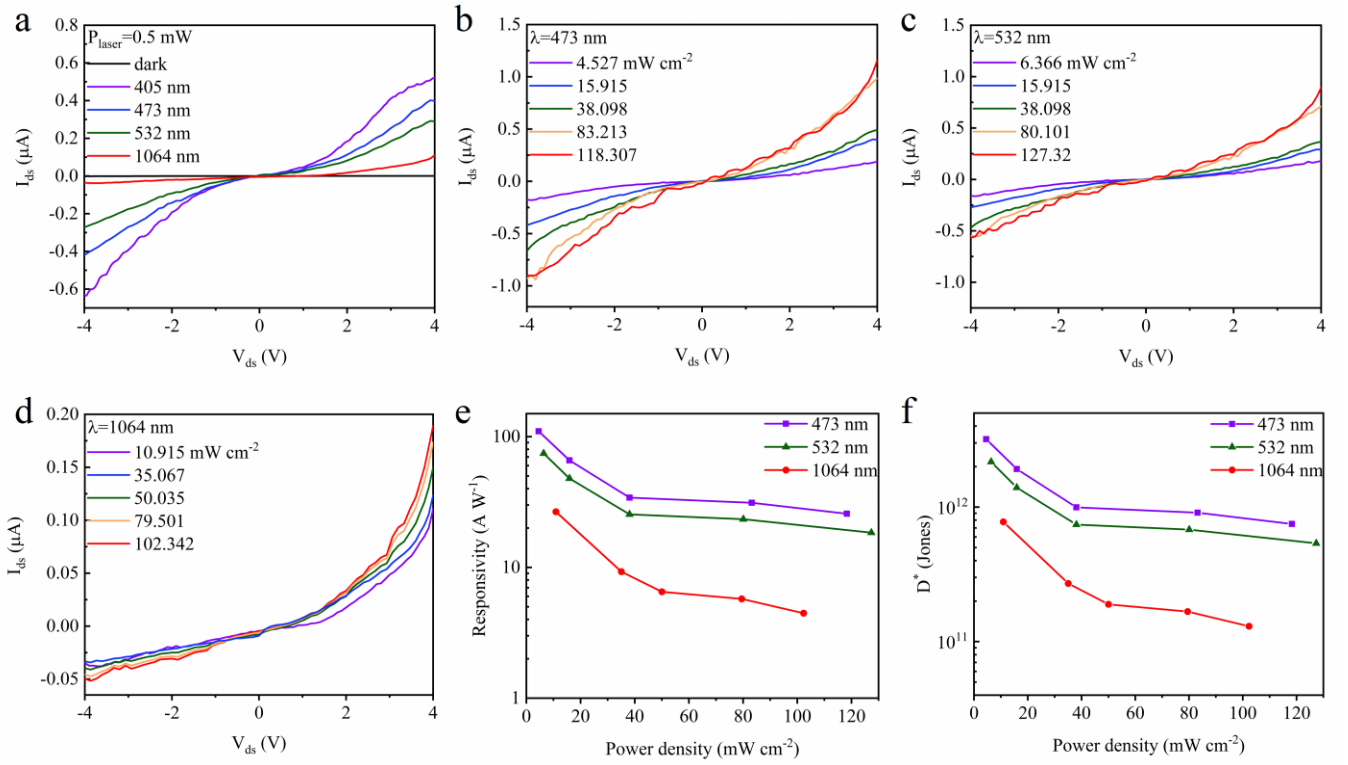 a
P_laser=0.5 mW
dark
405 nm
473 nm
532 nm
1064 nm
0.8
0.6
0.4
0.2
0.0
-0.2
-0.4
-0.6
I_ds (μA)
-4
-2
0
2
4
V_ds (V)
b
λ=473 nm
4.527 mW cm⁻²
15.915
38.098
83.213
118.307
1.5
1.0
0.5
0.0
-0.5
-1.0
I_ds (μA)
-4
-2
0
2
4
V_ds (V)
c
λ=532 nm
6.366 mW cm⁻²
15.915
38.098
80.101
127.32
1.5
1.0
0.5
0.0
-0.5
-1.0
I_ds (μA)
-4
-2
0
2
4
V_ds (V)
d
λ=1064 nm
10.915 mW cm⁻²
35.067
50.035
79.501
102.342
0.20
0.15
0.10
0.05
0.00
-0.05
I_ds (μA)
-4
-2
0
2
4
V_ds (V)
e
473 nm
532 nm
1064 nm
100
10
1
Responsivity (A W⁻¹)
0
20
40
60
80
100
120
Power density (mW cm⁻²)
f
473 nm
532 nm
1064 nm
10¹²
10¹¹
D* (Jones)
0
20
40
60
80
100
120
Power density (mW cm⁻²)